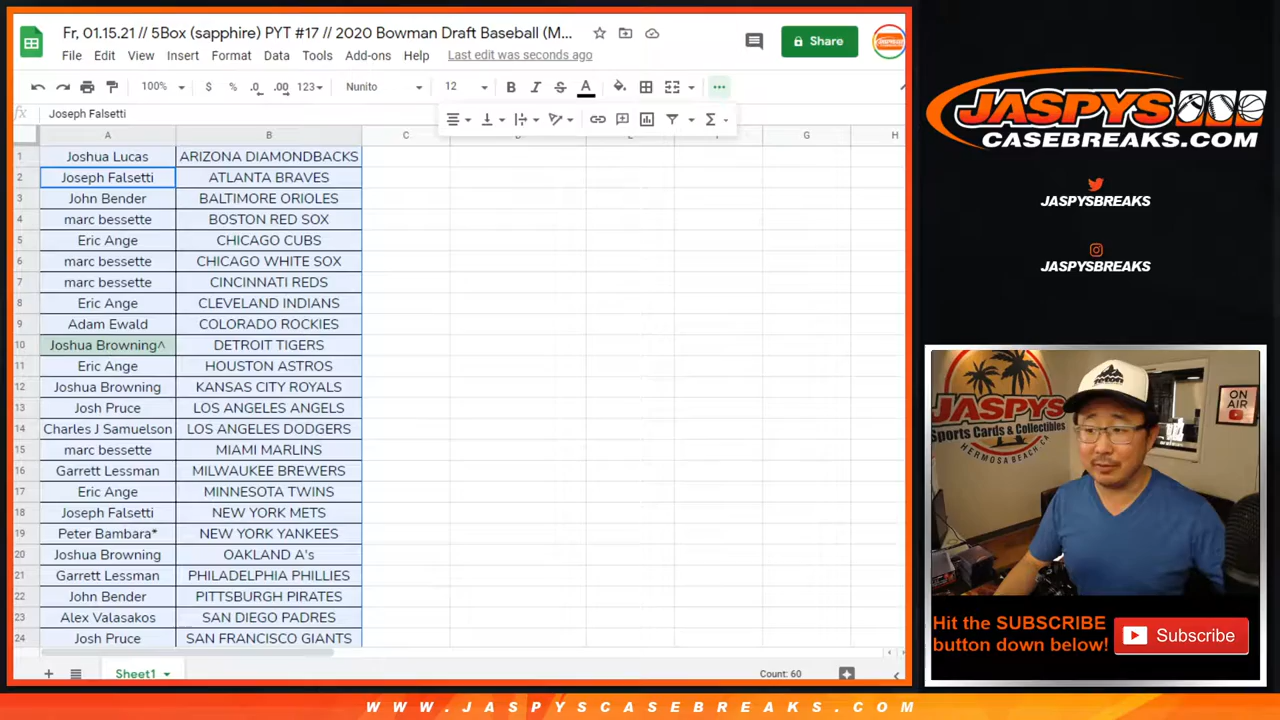 Fr, 01.15.21 // 5Box (sapphire) PYT #17 // 2020 Bowman Draft Baseball (M...
File Edit View Insert Format Data Tools Add-ons Help Last edit was seconds ago
Share
100% $ % .0 .00 123 Nunito 12 B I S A
fx Joseph Falsetti
A B C G H
1 Joshua Lucas ARIZONA DIAMONDBACKS
2 Joseph Falsetti ATLANTA BRAVES
3 John Bender BALTIMORE ORIOLES
4 marc bessette BOSTON RED SOX
5 Eric Ange CHICAGO CUBS
6 marc bessette CHICAGO WHITE SOX
7 marc bessette CINCINNATI REDS
8 Eric Ange CLEVELAND INDIANS
9 Adam Ewald COLORADO ROCKIES
10 Joshua Browning^ DETROIT TIGERS
11 Eric Ange HOUSTON ASTROS
12 Joshua Browning KANSAS CITY ROYALS
13 Josh Pruce LOS ANGELES ANGELS
14 Charles J Samuelson LOS ANGELES DODGERS
15 marc bessette MIAMI MARLINS
16 Garrett Lessman MILWAUKEE BREWERS
17 Eric Ange MINNESOTA TWINS
18 Joseph Falsetti NEW YORK METS
19 Peter Bambara* NEW YORK YANKEES
20 Joshua Browning OAKLAND A's
21 Garrett Lessman PHILADELPHIA PHILLIES
22 John Bender PITTSBURGH PIRATES
23 Alex Valasakos SAN DIEGO PADRES
24 Josh Pruce SAN FRANCISCO GIANTS
Sheet1
Count: 60
JASPYS
CASEBREAKS.COM
JASPYSBREAKS
JASPYSBREAKS
JASPYS
Sports Cards & Collectibles
HERMOSA BEACH CA
teton
ON
AIR
Hit the SUBSCRIBE
button down below!
Subscribe
WWW.JASPYSCASEBREAKS.COM